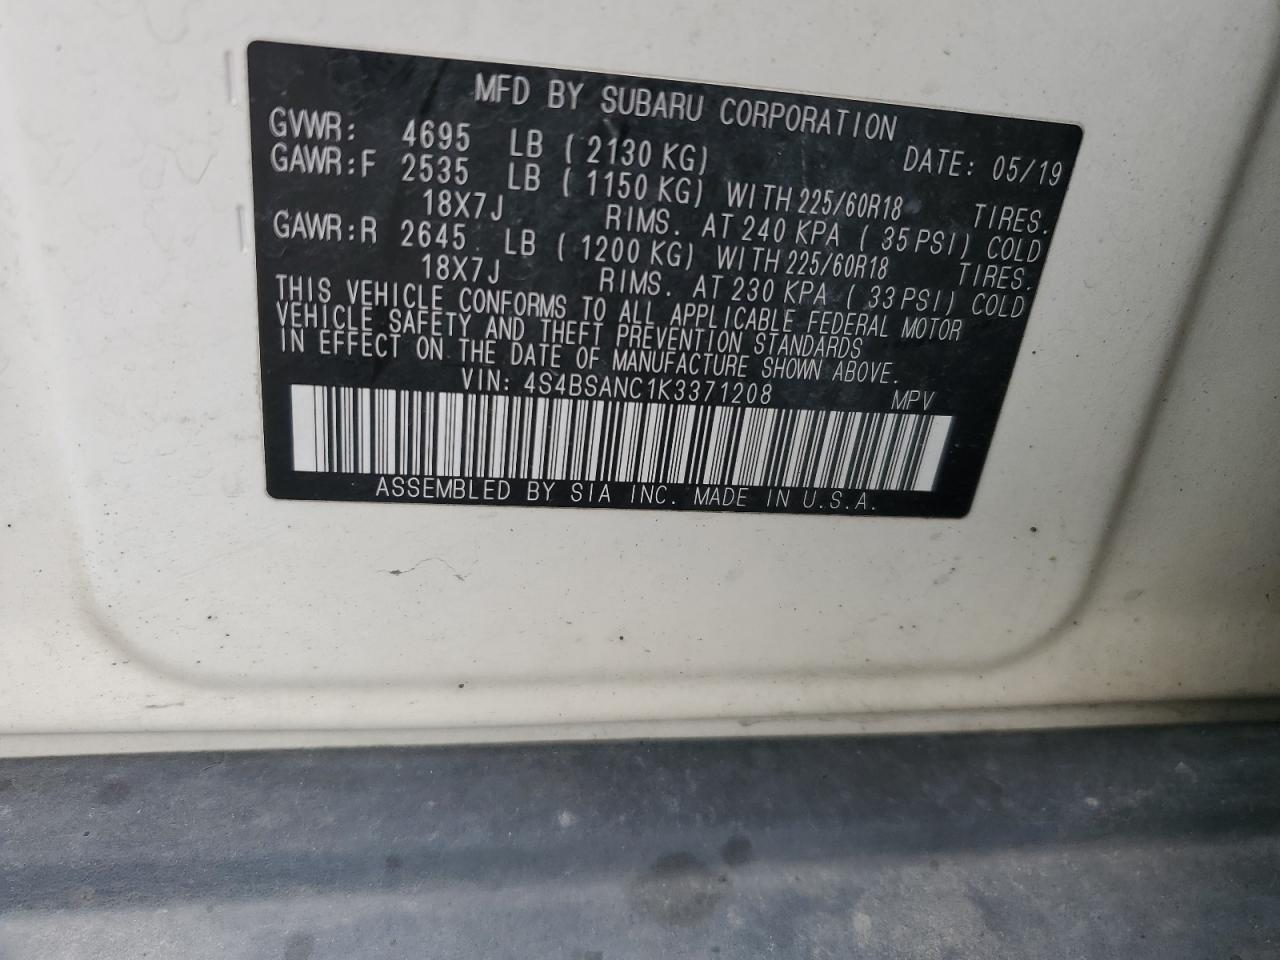 MFD BY SUBARU CORPORATION
GVWR: 4695 LB ( 2130 KG) DATE: 05/19
GAWR:F 2535 LB ( 1150 KG) WITH 225/60R18 TIRES.
18X7J RIMS. AT 240 KPA ( 35 PSI) COLD
GAWR:R 2645 LB ( 1200 KG) WITH 225/60R18 TIRES.
18X7J RIMS. AT 230 KPA ( 33 PSI) COLD
THIS VEHICLE CONFORMS TO ALL APPLICABLE FEDERAL MOTOR
VEHICLE SAFETY AND THEFT PREVENTION STANDARDS
IN EFFECT ON THE DATE OF MANUFACTURE SHOWN ABOVE.
VIN: 4S4BSANC1K3371208 MPV
ASSEMBLED BY SIA INC. MADE IN U.S.A.